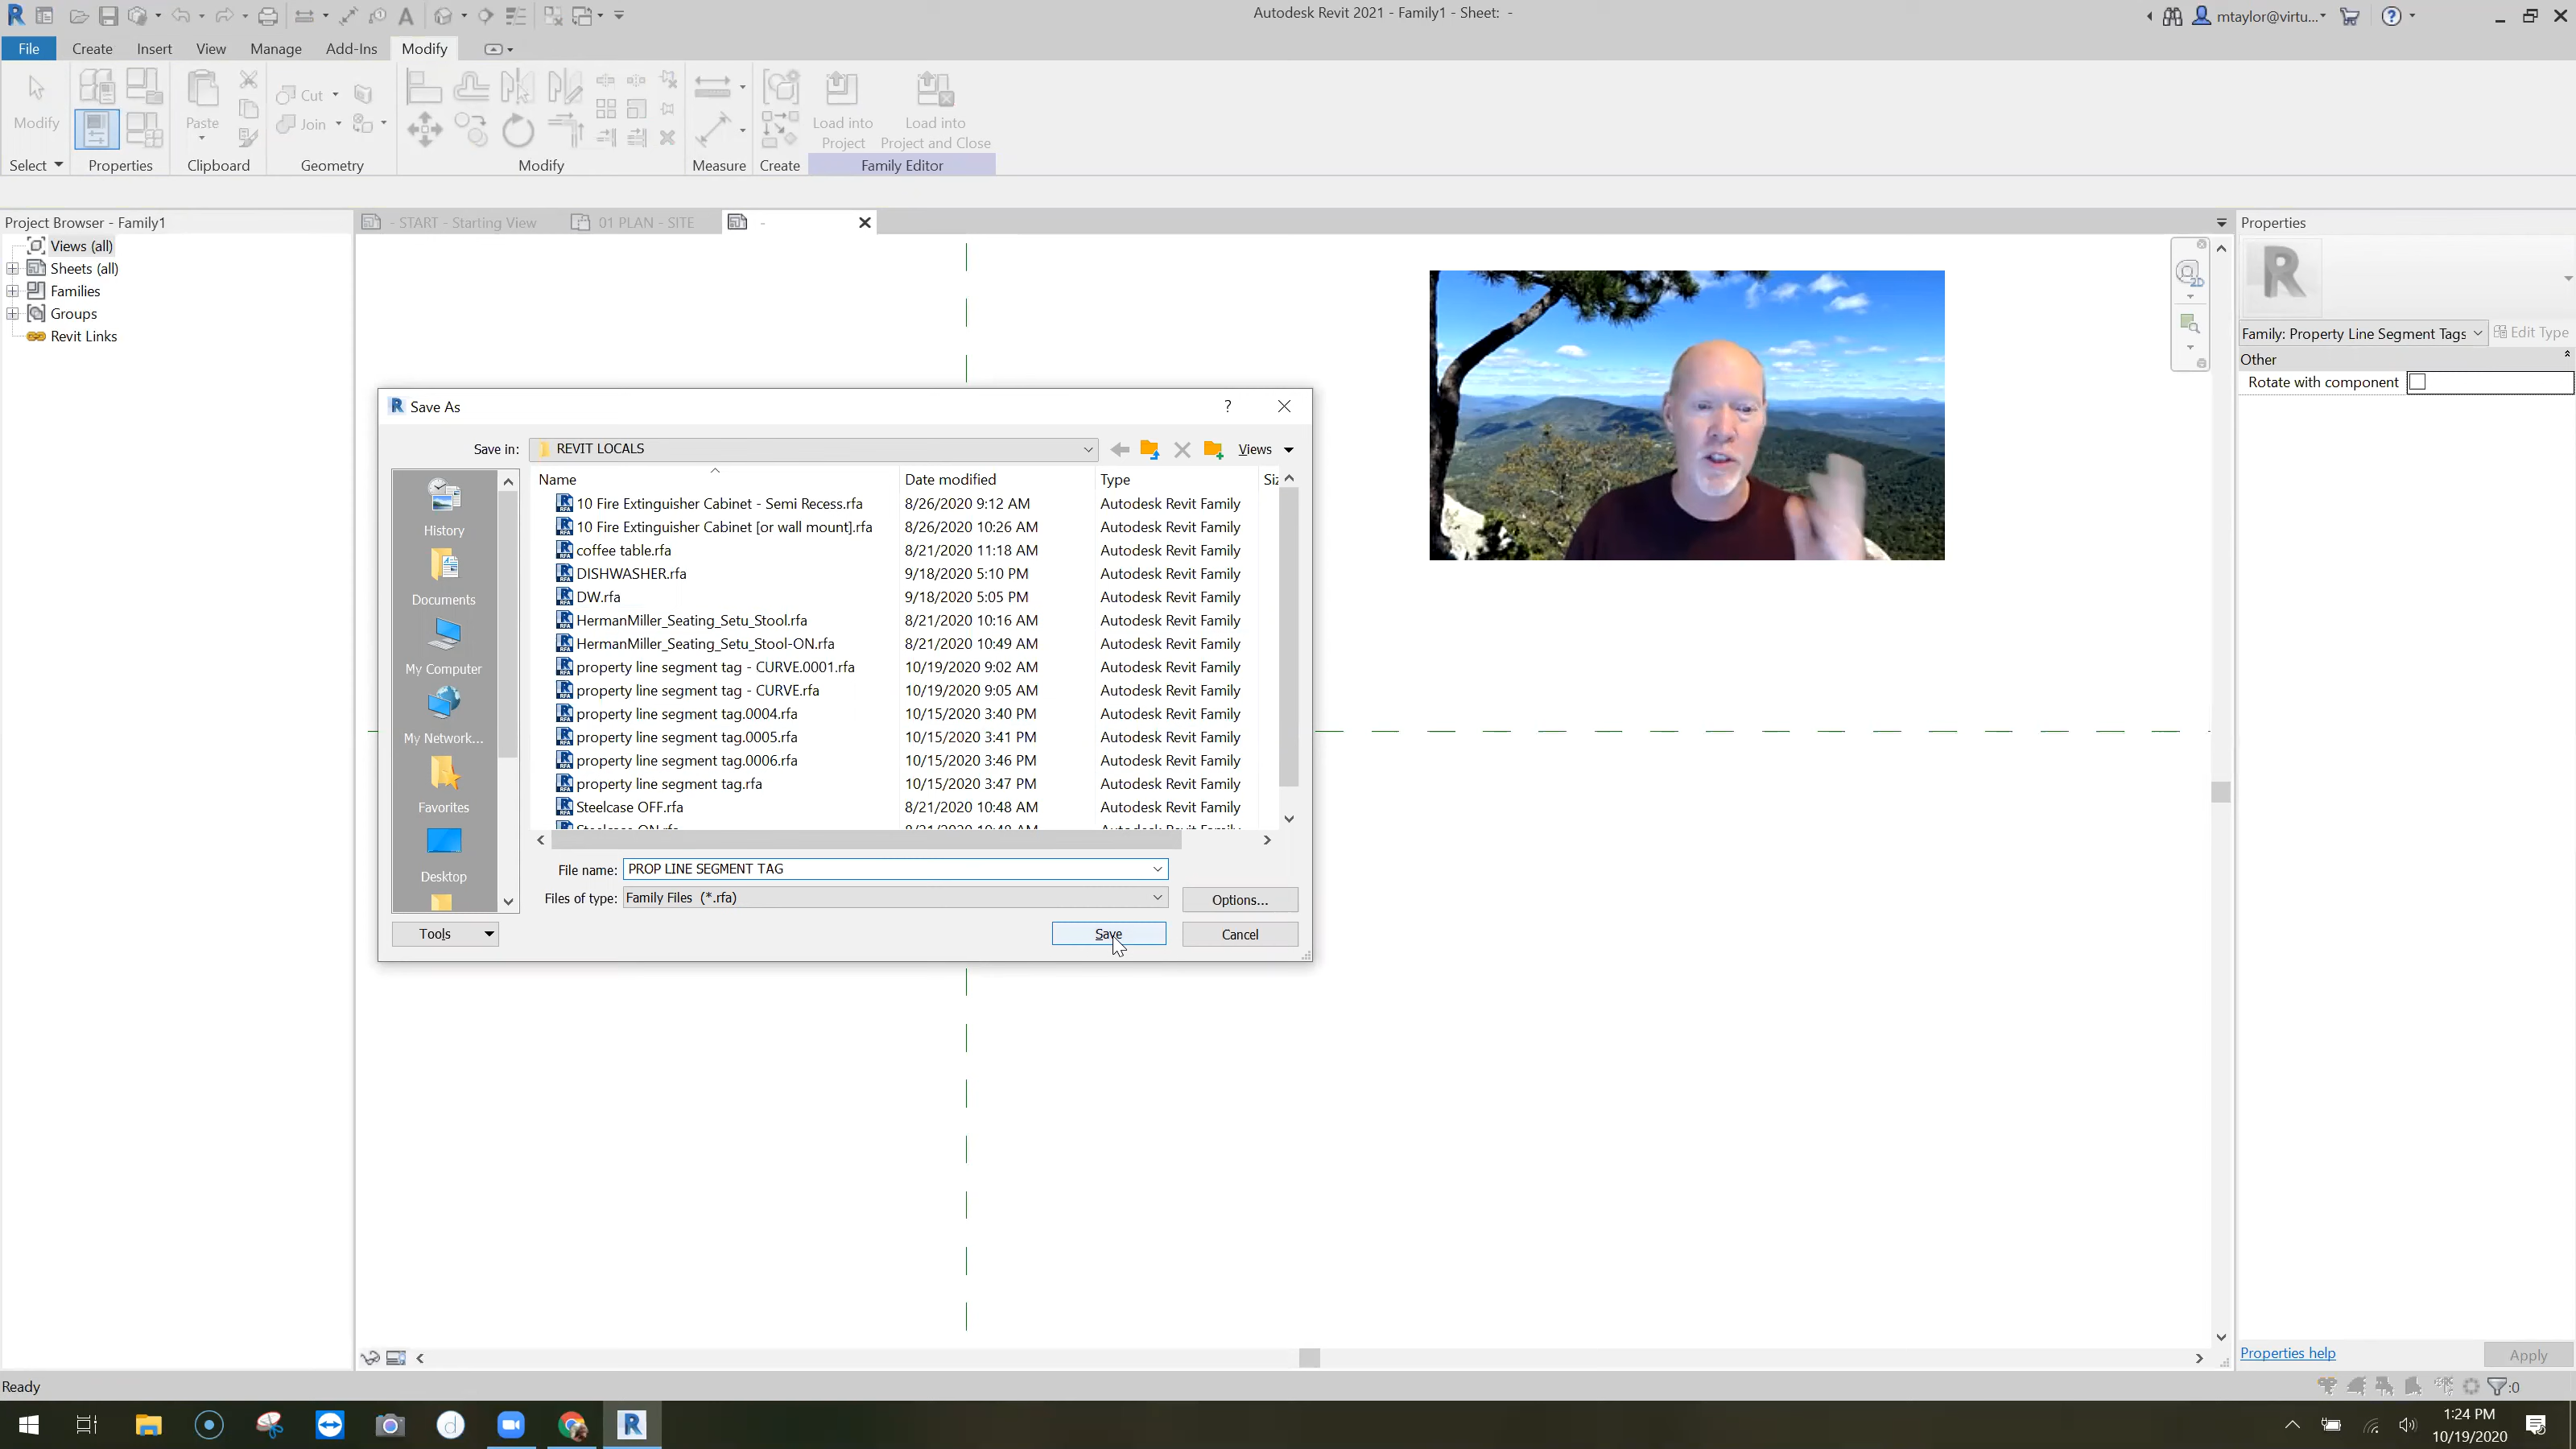 Autodesk Revit 2021 - Family1 - Sheet: -
mtaylor@virtu...
File Create Insert View Manage Add-Ins Modify
Modify
Paste
Cut
Join
Load into Project
Load into Project and Close
Select Properties Clipboard Geometry Modify Measure Create Family Editor
Project Browser - Family1
Views (all)
Sheets (all)
Families
Groups
Revit Links
- START - Starting View
01 PLAN - SITE
-
Save As
Save in: REVIT LOCALS
Views
History
Documents
My Computer
My Network...
Favorites
Desktop
Name Date modified Type Siz
10 Fire Extinguisher Cabinet - Semi Recess.rfa 8/26/2020 9:12 AM Autodesk Revit Family
10 Fire Extinguisher Cabinet [or wall mount].rfa 8/26/2020 10:26 AM Autodesk Revit Family
coffee table.rfa 8/21/2020 11:18 AM Autodesk Revit Family
DISHWASHER.rfa 9/18/2020 5:10 PM Autodesk Revit Family
DW.rfa 9/18/2020 5:05 PM Autodesk Revit Family
HermanMiller_Seating_Setu_Stool.rfa 8/21/2020 10:16 AM Autodesk Revit Family
HermanMiller_Seating_Setu_Stool-ON.rfa 8/21/2020 10:49 AM Autodesk Revit Family
property line segment tag - CURVE.0001.rfa 10/19/2020 9:02 AM Autodesk Revit Family
property line segment tag - CURVE.rfa 10/19/2020 9:05 AM Autodesk Revit Family
property line segment tag.0004.rfa 10/15/2020 3:40 PM Autodesk Revit Family
property line segment tag.0005.rfa 10/15/2020 3:41 PM Autodesk Revit Family
property line segment tag.0006.rfa 10/15/2020 3:46 PM Autodesk Revit Family
property line segment tag.rfa 10/15/2020 3:47 PM Autodesk Revit Family
Steelcase OFF.rfa 8/21/2020 10:48 AM Autodesk Revit Family
Steelcase ON.rfa 8/21/2020 10:48 AM Autodesk Revit Family
File name: PROP LINE SEGMENT TAG
Files of type: Family Files (*.rfa)
Options...
Tools
Save
Cancel
Properties
Family: Property Line Segment Tags
Edit Type
Other
Rotate with component
Properties help
Apply
Ready
:0
1:24 PM
10/19/2020